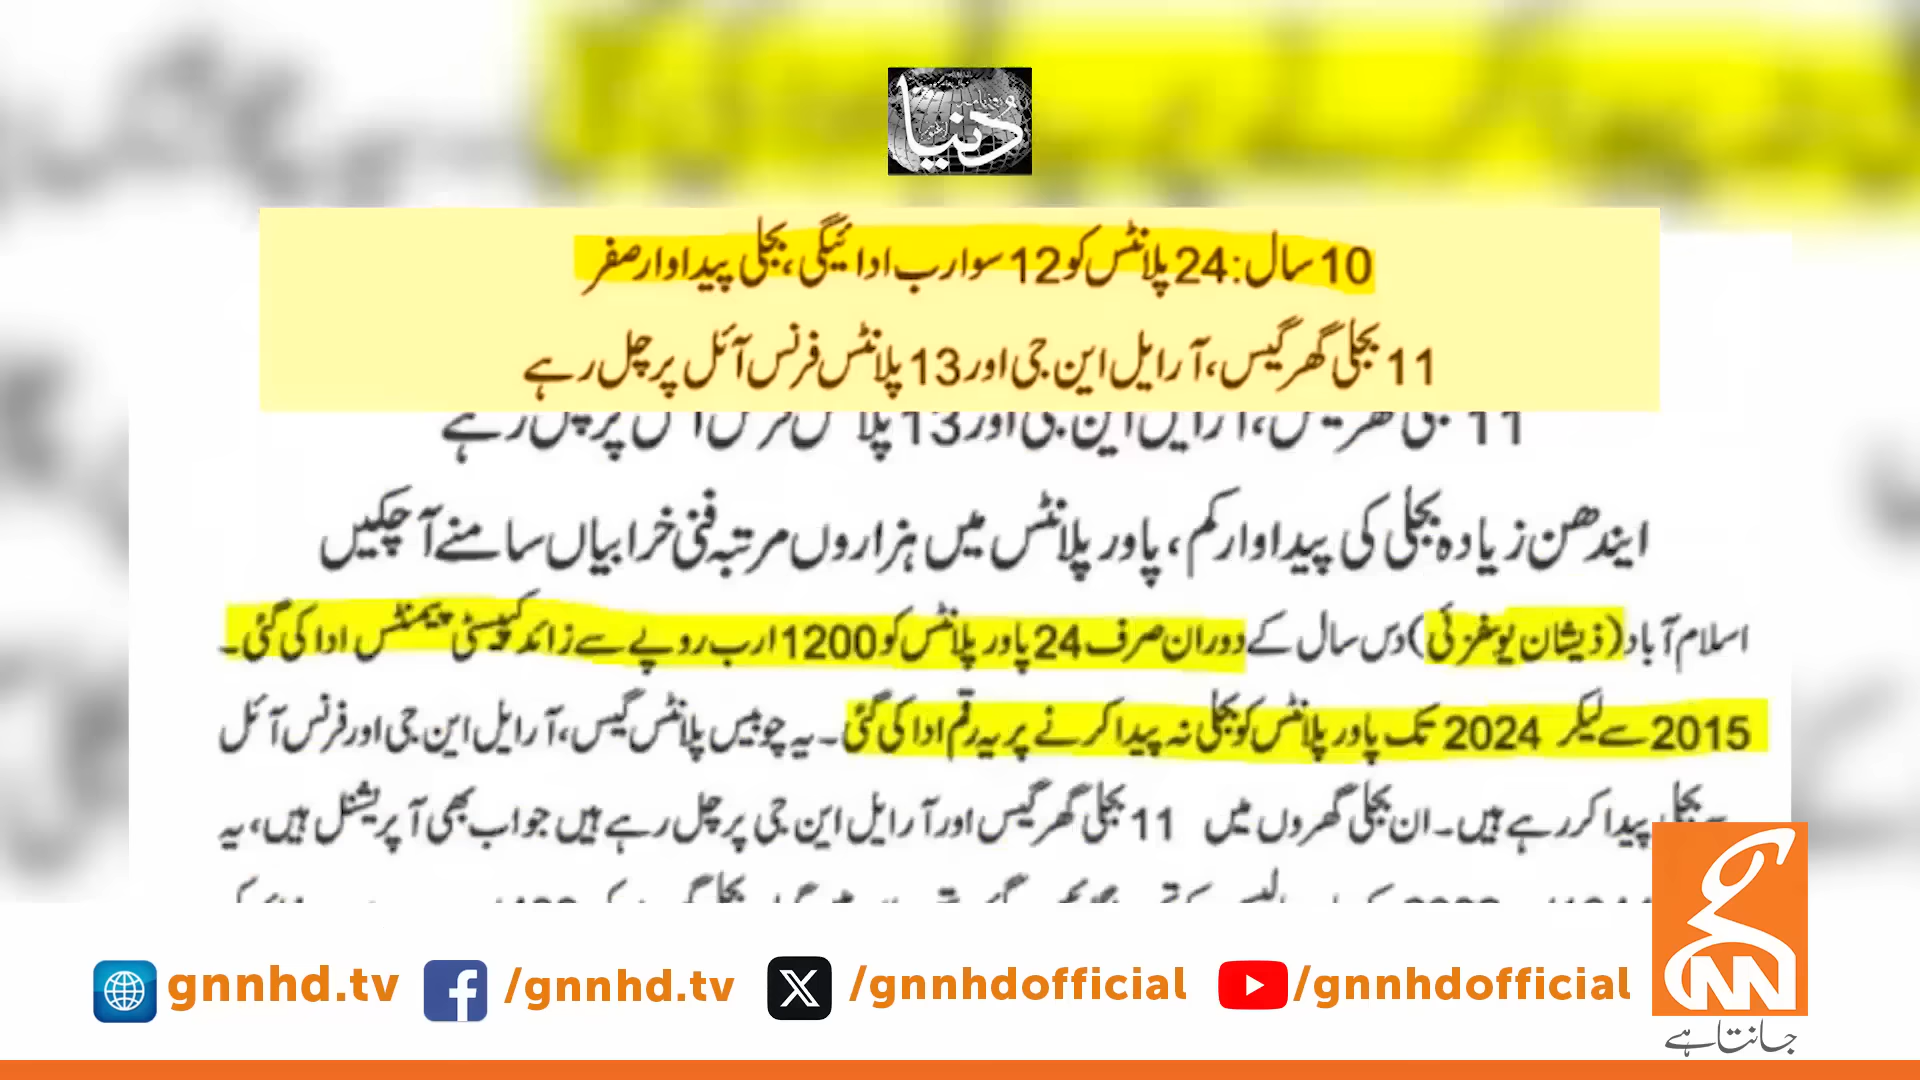 دنیا
10 سال: 24 پلانٹس کو 12 سو ارب ادائیگی، بجلی پیداوار صفر
11 بجلی گھر گیس، آر ایل این جی اور 13 پلانٹس فرنس آئل پر چل رہے
11 بجلی گھر گیس، آر ایل این جی اور 13 پلانٹس فرنس آئل پر چل رہے
ایندھن زیادہ بجلی کی پیداوار کم، پاور پلانٹس میں ہزاروں مرتبہ فنی خرابیاں سامنے آ چکیں
اسلام آباد (ذیشان یوسفزئی) دس سال کے دوران صرف 24 پاور پلانٹس کو 1200 ارب روپے سے زائد کپیسٹی پیمنٹس ادا کی گئی۔
2015 سے لیکر 2024 تک پاور پلانٹس کو بجلی نہ پیدا کرنے پر یہ رقم ادا کی گئی۔ یہ چوبیس پلانٹس گیس، آر ایل این جی اور فرنس آئل
سے بجلی پیدا کر رہے ہیں۔ ان بجلی گھروں میں 11 بجلی گھر گیس اور آر ایل این جی پر چل رہے ہیں جو اب بھی آپریشنل ہیں، یہ
gnnhd.tv /gnnhd.tv /gnnhdofficial /gnnhdofficial
GNN
جانتا ہے